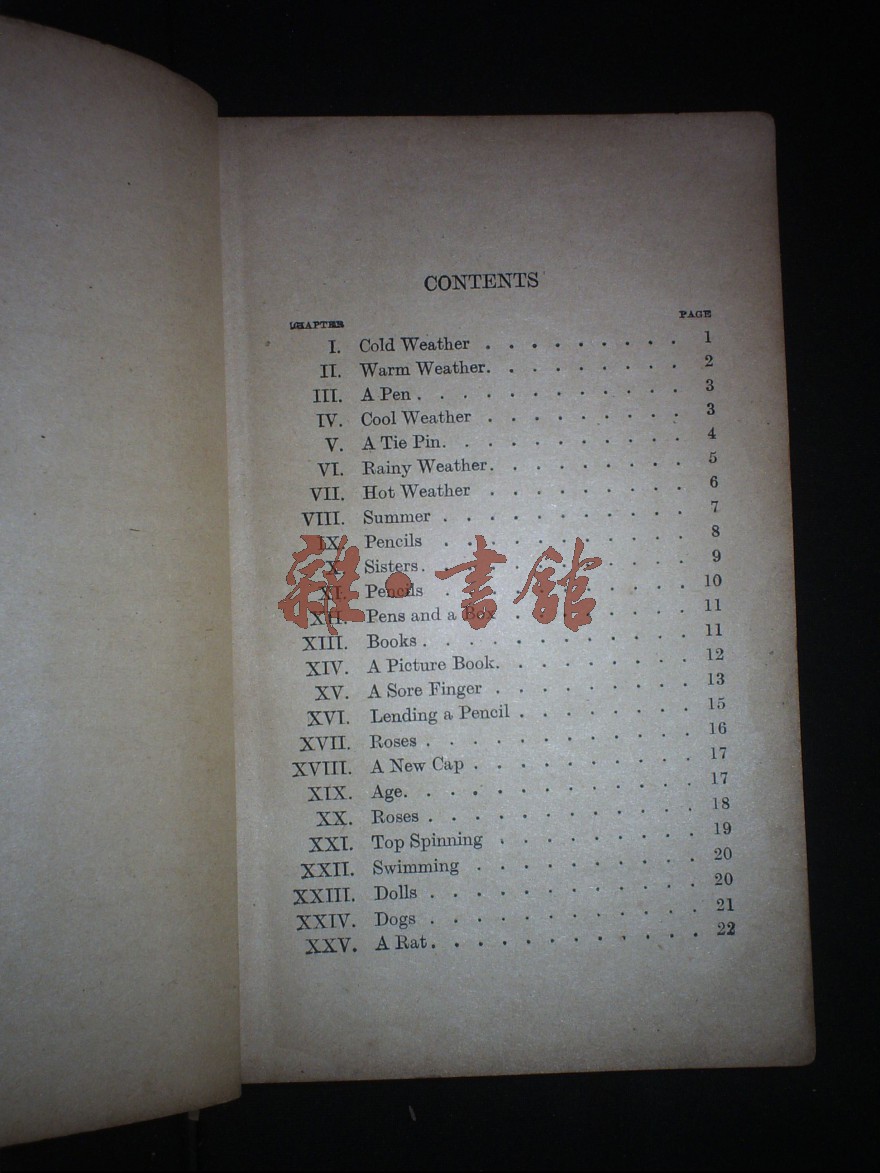 CONTENTS
CHAPTER PAGE
I. Cold Weather . . . . . . . . . 1
II. Warm Weather. . . . . . . . . 2
III. A Pen . . . . . . . . . . . . 3
IV. Cool Weather . . . . . . . . . 3
V. A Tie Pin. . . . . . . . . . . 4
VI. Rainy Weather. . . . . . . . . 5
VII. Hot Weather . . . . . . . . . 6
VIII. Summer . . . . . . . . . . . 7
IX. Pencils . . . . . . . . . . . 8
X. Sisters. . . . . . . . . . . . 9
XI. Pencils . . . . . . . . . . . 10
XII. Pens and a Box . . . . . . . . 11
XIII. Books . . . . . . . . . . . . 11
XIV. A Picture Book. . . . . . . . . 12
XV. A Sore Finger . . . . . . . . . 13
XVI. Lending a Pencil . . . . . . . . 15
XVII. Roses . . . . . . . . . . . . 16
XVIII. A New Cap . . . . . . . . . . 17
XIX. Age. . . . . . . . . . . . . 17
XX. Roses . . . . . . . . . . . . 18
XXI. Top Spinning . . . . . . . . . 19
XXII. Swimming . . . . . . . . . . 20
XXIII. Dolls . . . . . . . . . . . . 20
XXIV. Dogs . . . . . . . . . . . . 21
XXV. A Rat. . . . . . . . . . . . 22
雜·書館